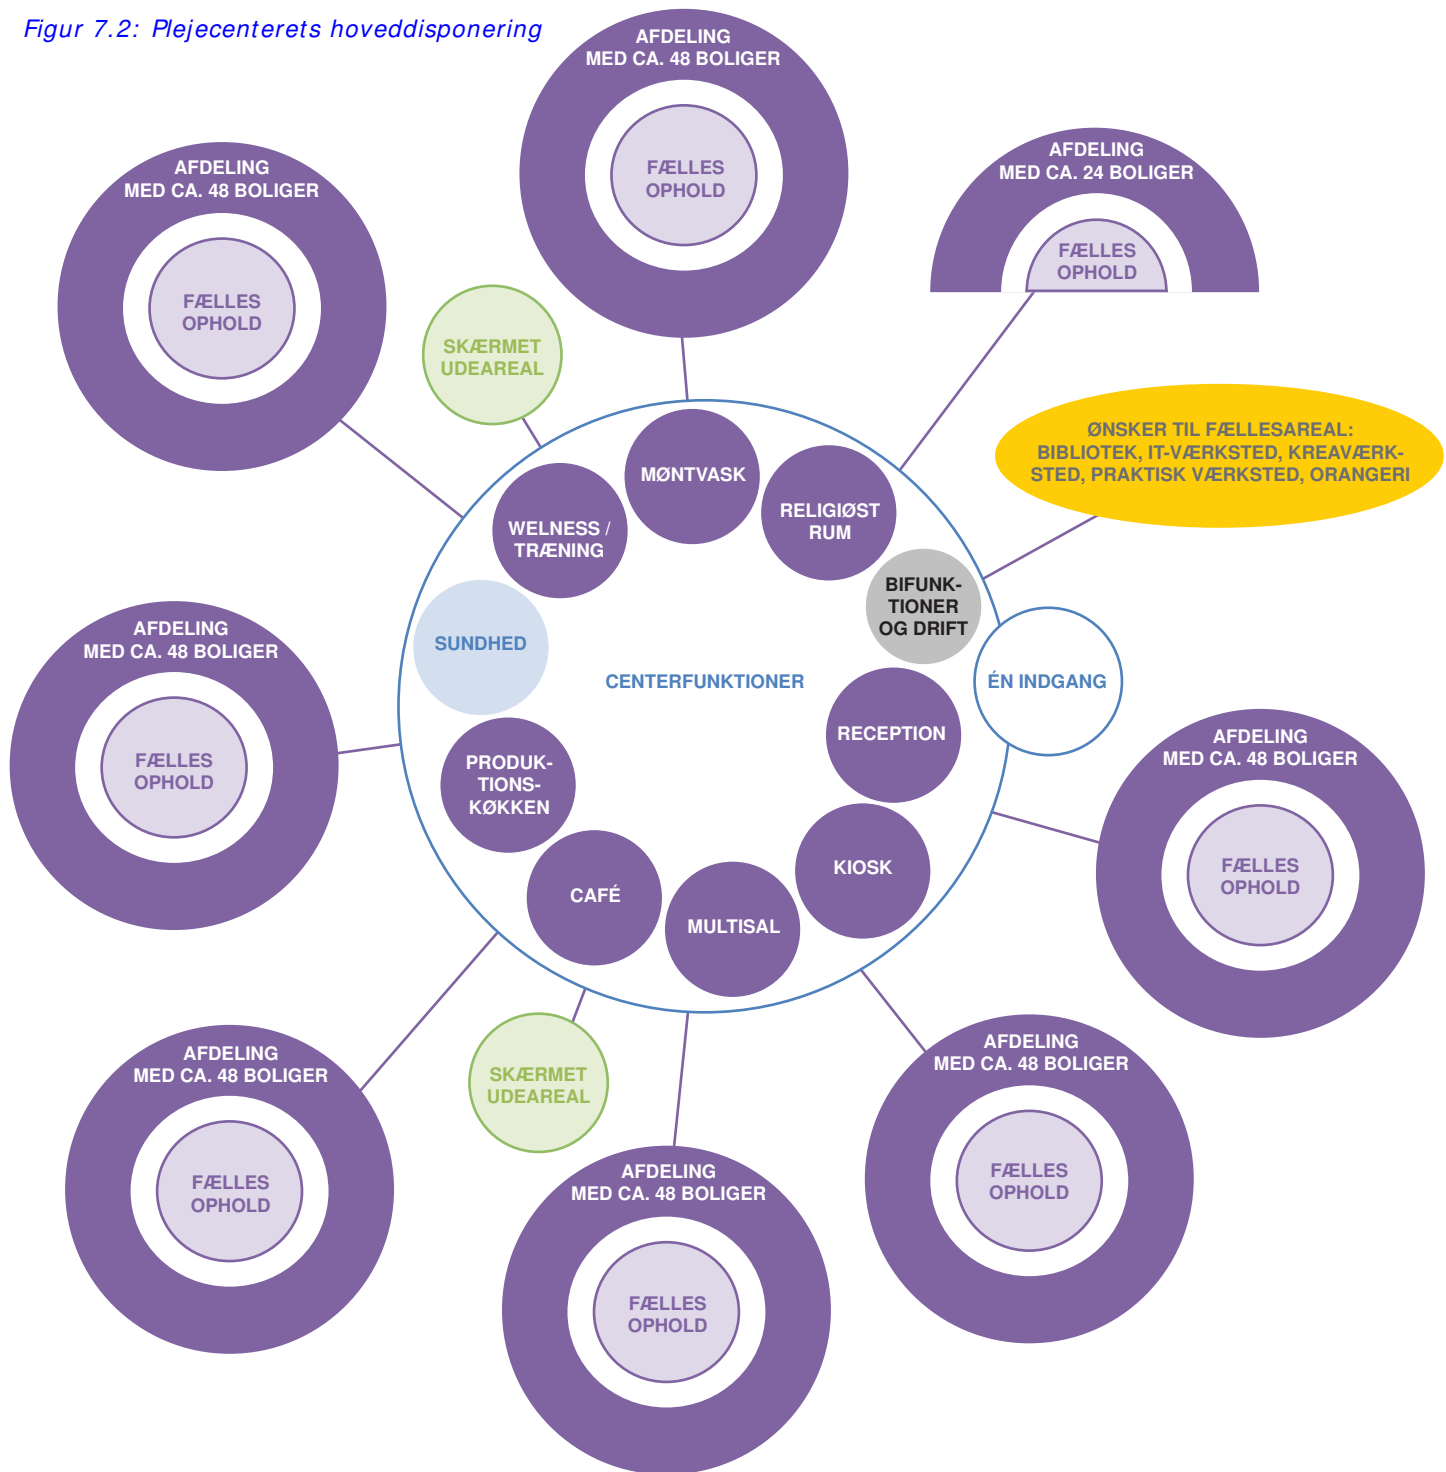 Figur 7.2: Plejecenterets hoveddisponering
AFDELING
MED CA. 48 BOLIGER
FÆLLES
OPHOLD
AFDELING
MED CA. 24 BOLIGER
FÆLLES
OPHOLD
AFDELING
MED CA. 48 BOLIGER
FÆLLES
OPHOLD
SKÆRMET
UDEAREAL
ØNSKER TIL FÆLLESAREAL:
BIBLIOTEK, IT-VÆRKSTED, KREAVÆRK-
STED, PRAKTISK VÆRKSTED, ORANGERI
MØNTVASK
RELIGIØST
RUM
WELNESS /
TRÆNING
BIFUNK-
TIONER
OG DRIFT
SUNDHED
CENTERFUNKTIONER
ÉN INDGANG
RECEPTION
PRODUK-
TIONS-
KØKKEN
KIOSK
CAFÉ
MULTISAL
AFDELING
MED CA. 48 BOLIGER
FÆLLES
OPHOLD
AFDELING
MED CA. 48 BOLIGER
FÆLLES
OPHOLD
AFDELING
MED CA. 48 BOLIGER
FÆLLES
OPHOLD
SKÆRMET
UDEAREAL
AFDELING
MED CA. 48 BOLIGER
FÆLLES
OPHOLD
AFDELING
MED CA. 48 BOLIGER
FÆLLES
OPHOLD